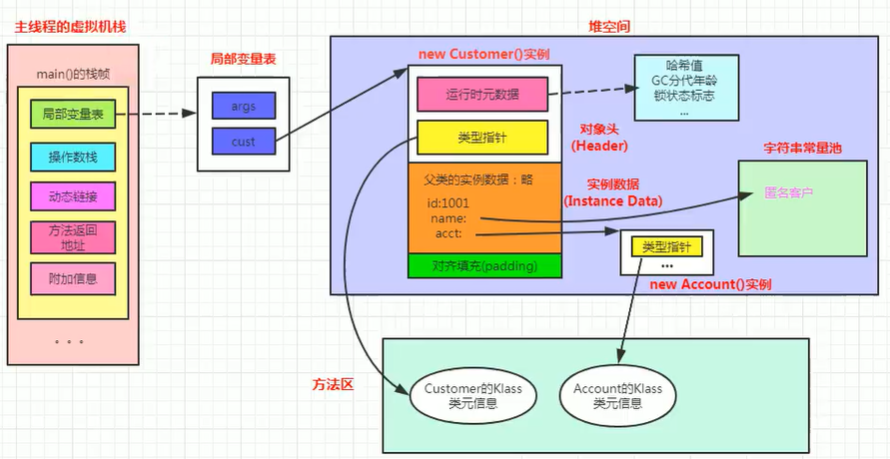 主线程的虚拟机栈
main()的栈帧
局部变量表
操作数栈
动态链接
方法返回
地址
附加信息
...
局部变量表
args
cust
堆空间
new Customer()实例
运行时元数据
类型指针
对象头
(Header)
哈希值
GC分代年龄
锁状态标志
...
父类的实例数据：略
id:1001
name:
acct:
实例数据
(Instance Data)
对齐填充(padding)
字符串常量池
匿名客户
类型指针
...
new Account()实例
方法区
Customer的Klass
类元信息
Account的Klass
类元信息